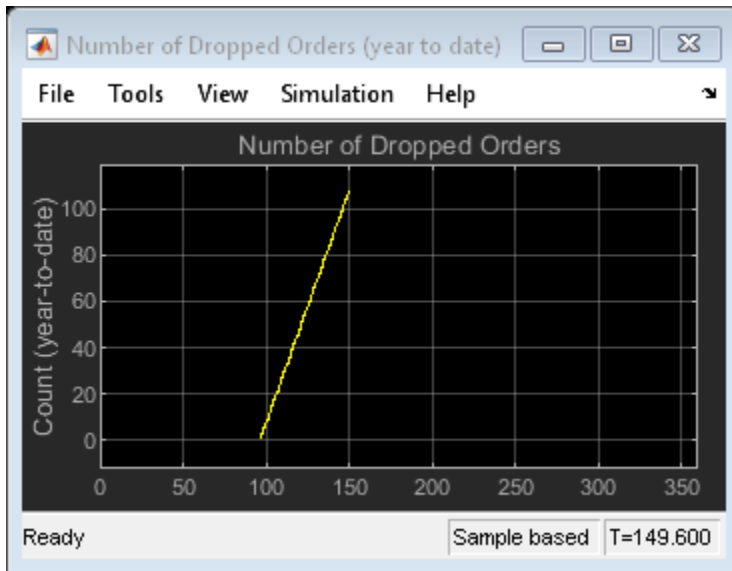 Number of Dropped Orders (year to date)
File Tools View Simulation Help
Number of Dropped Orders
Count (year-to-date)
100
80
60
40
20
0
0 50 100 150 200 250 300 350
Ready Sample based T=149.600